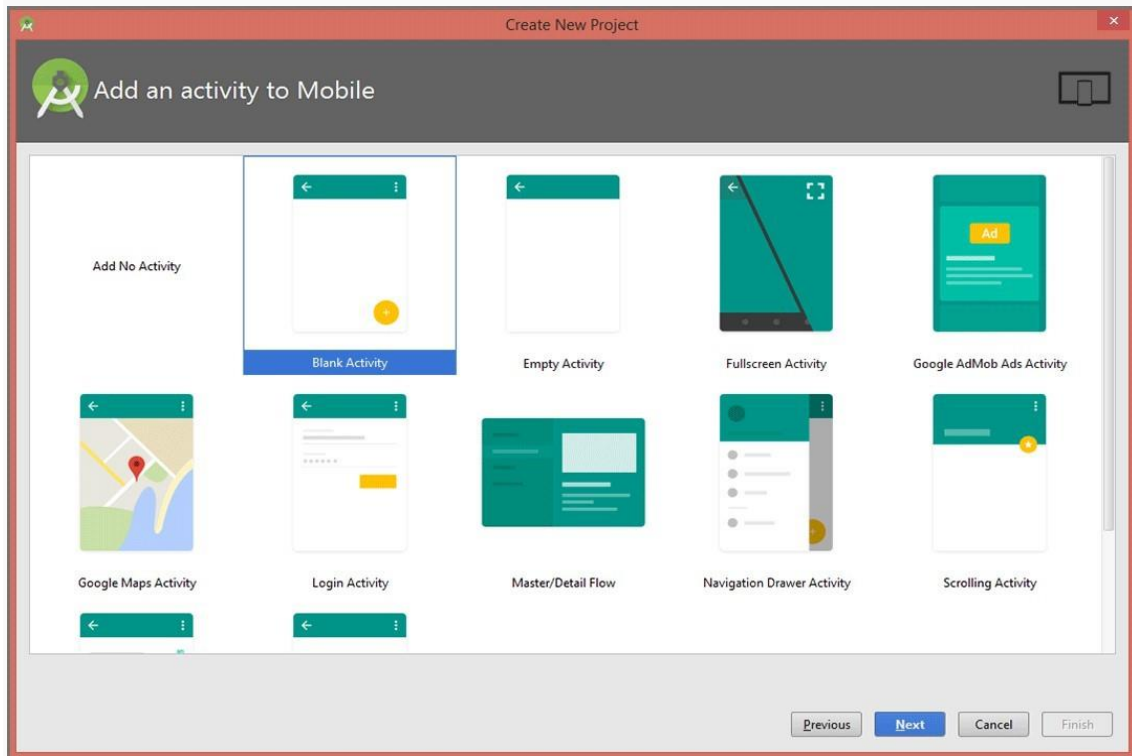 Create New Project
Add an activity to Mobile
Add No Activity
Blank Activity
Empty Activity
Fullscreen Activity
Ad
Google AdMob Ads Activity
Google Maps Activity
Login Activity
Master/Detail Flow
Navigation Drawer Activity
Scrolling Activity
Previous
Next
Cancel
Finish